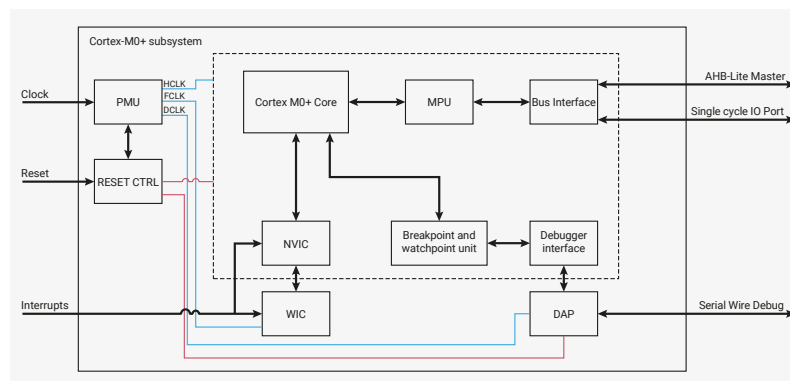 Cortex-M0+ subsystem
HCLK
AHB-Lite Master
Clock
PMU
FCLK
Cortex M0+ Core
MPU
Bus Interface
DCLK
Single cycle IO Port
Reset
RESET CTRL
NVIC
Breakpoint and
watchpoint unit
Debugger
interface
Interrupts
WIC
DAP
Serial Wire Debug